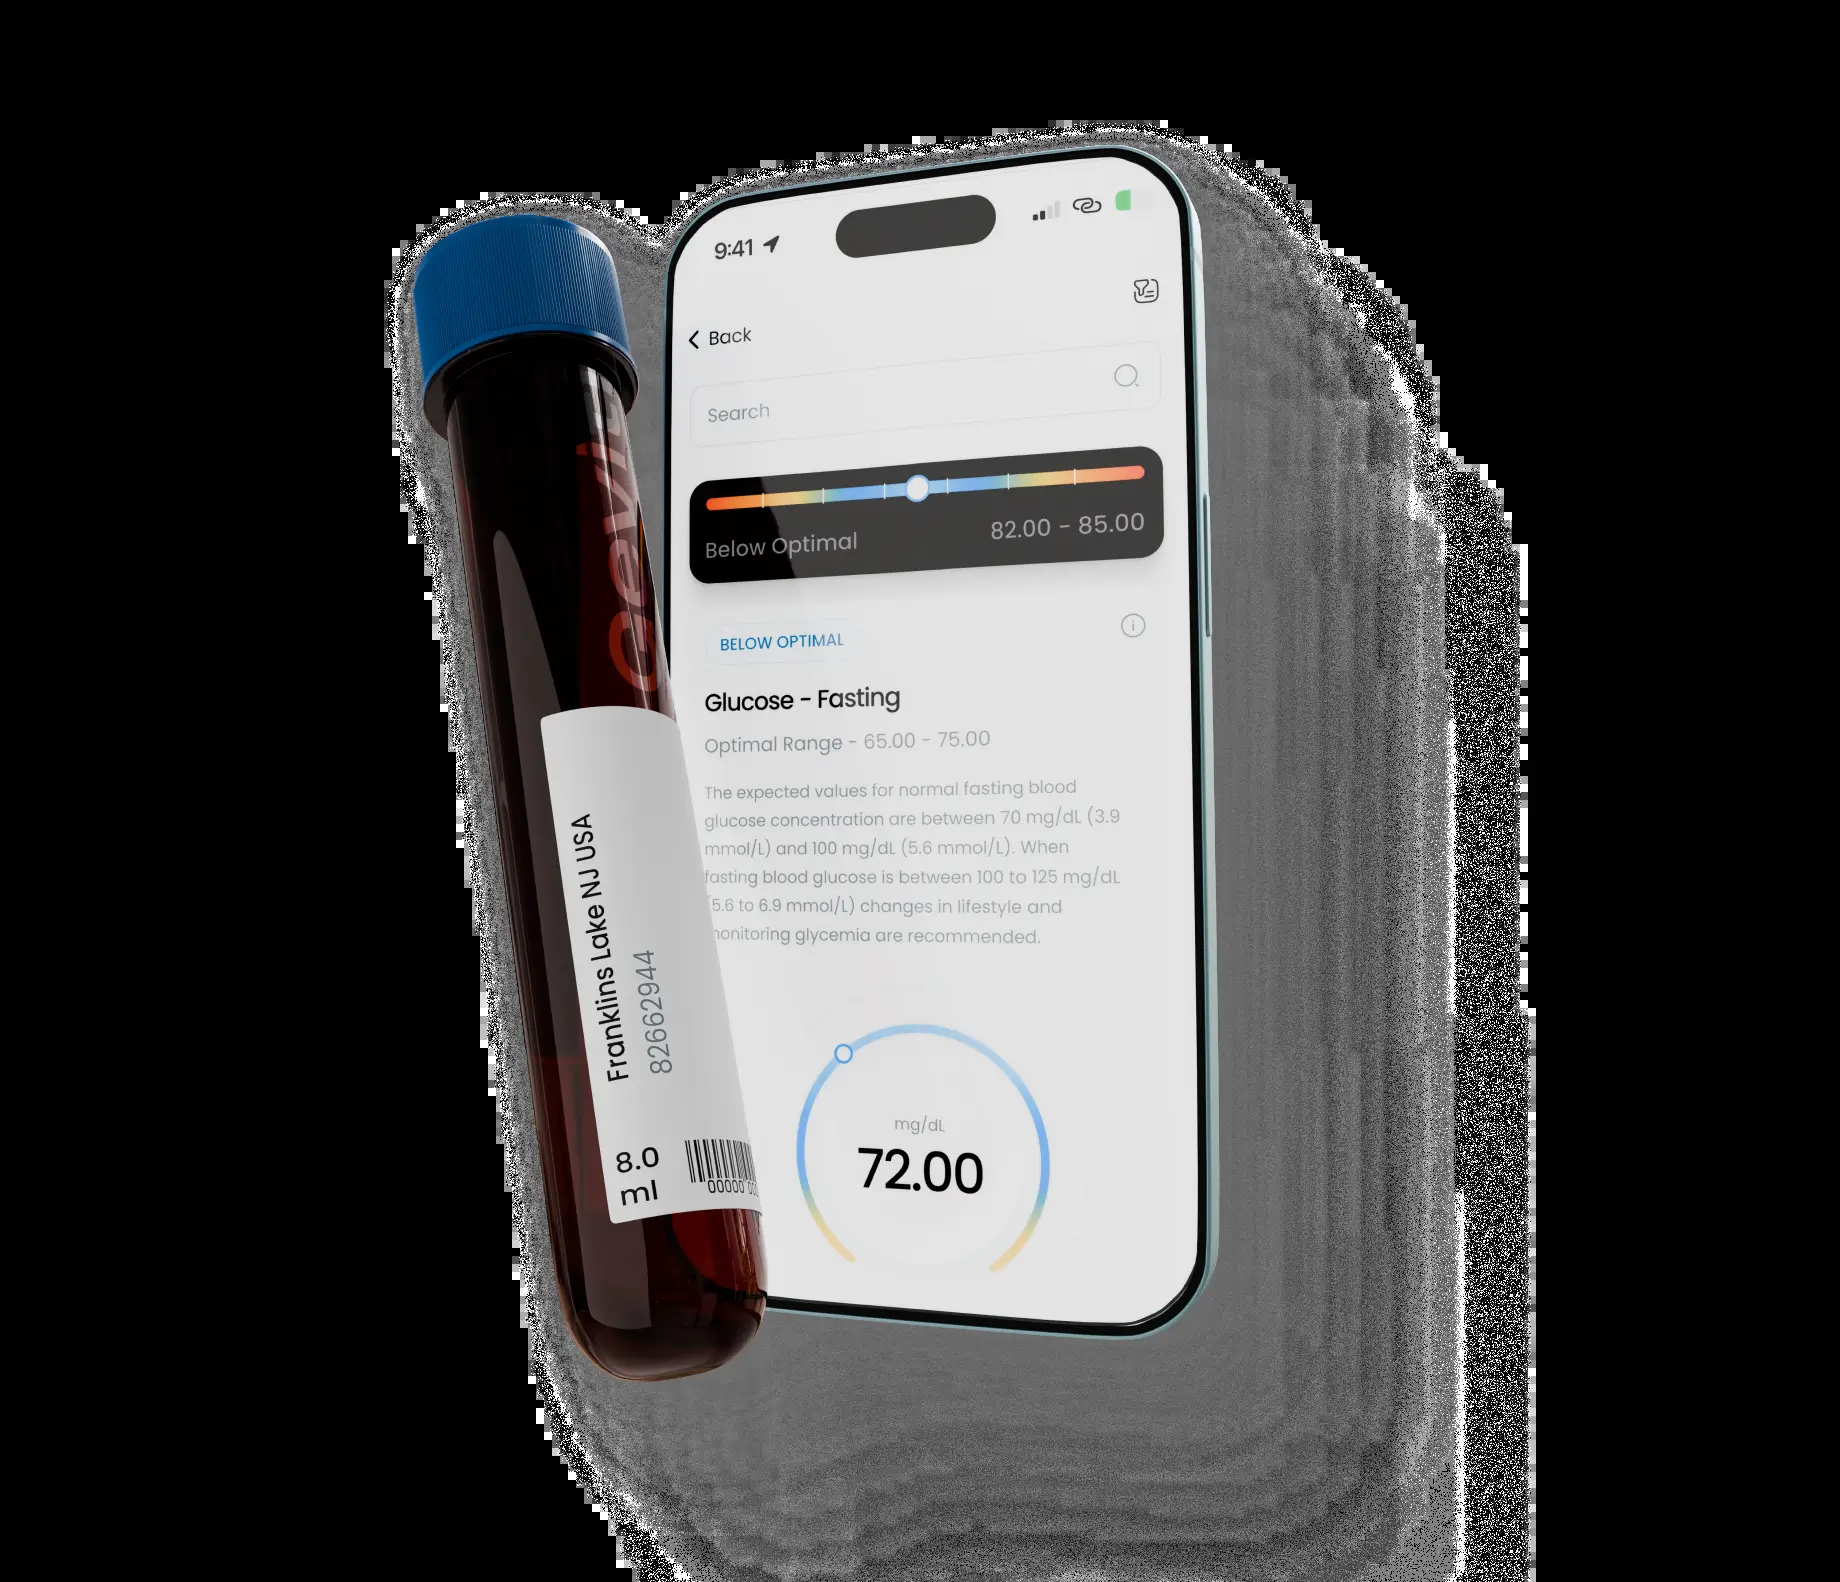 9:41
Back
Search
Below Optimal
82.00 - 85.00
BELOW OPTIMAL
Glucose - Fasting
Optimal Range - 65.00 - 75.00
The expected values for normal fasting blood
glucose concentration are between 70 mg/dL (3.9
mmol/L) and 100 mg/dL (5.6 mmol/L). When
fasting blood glucose is between 100 to 125 mg/dL
(5.6 to 6.9 mmol/L) changes in lifestyle and
monitoring glycemia are recommended.
mg/dL
72.00
Franklins Lake NJ USA
82662944
8.0
ml